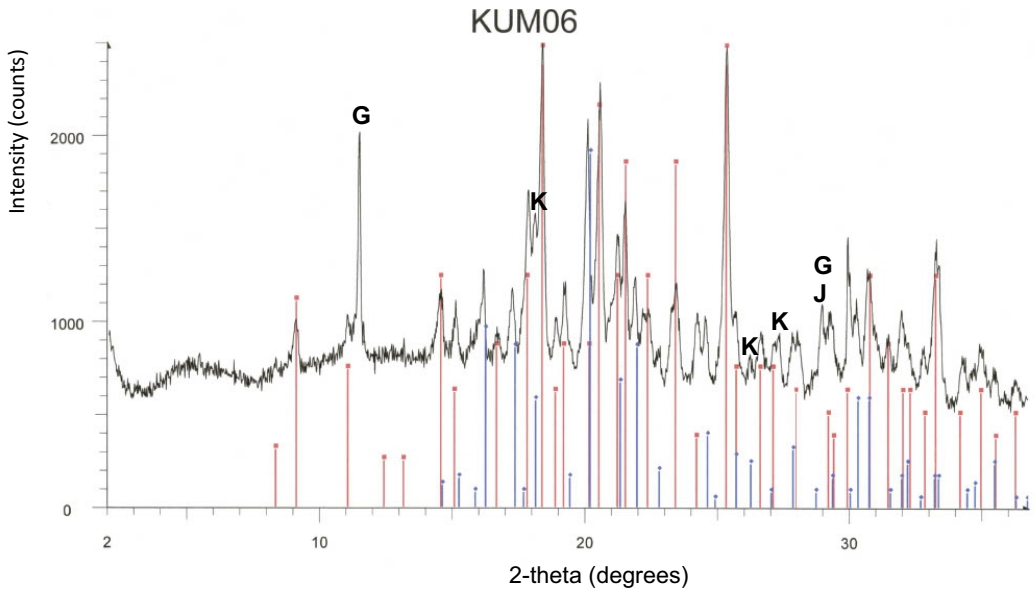 KUM06
Intensity (counts)
2000
1000
0
G
K
K
K
G
J
2
10
20
30
2-theta (degrees)